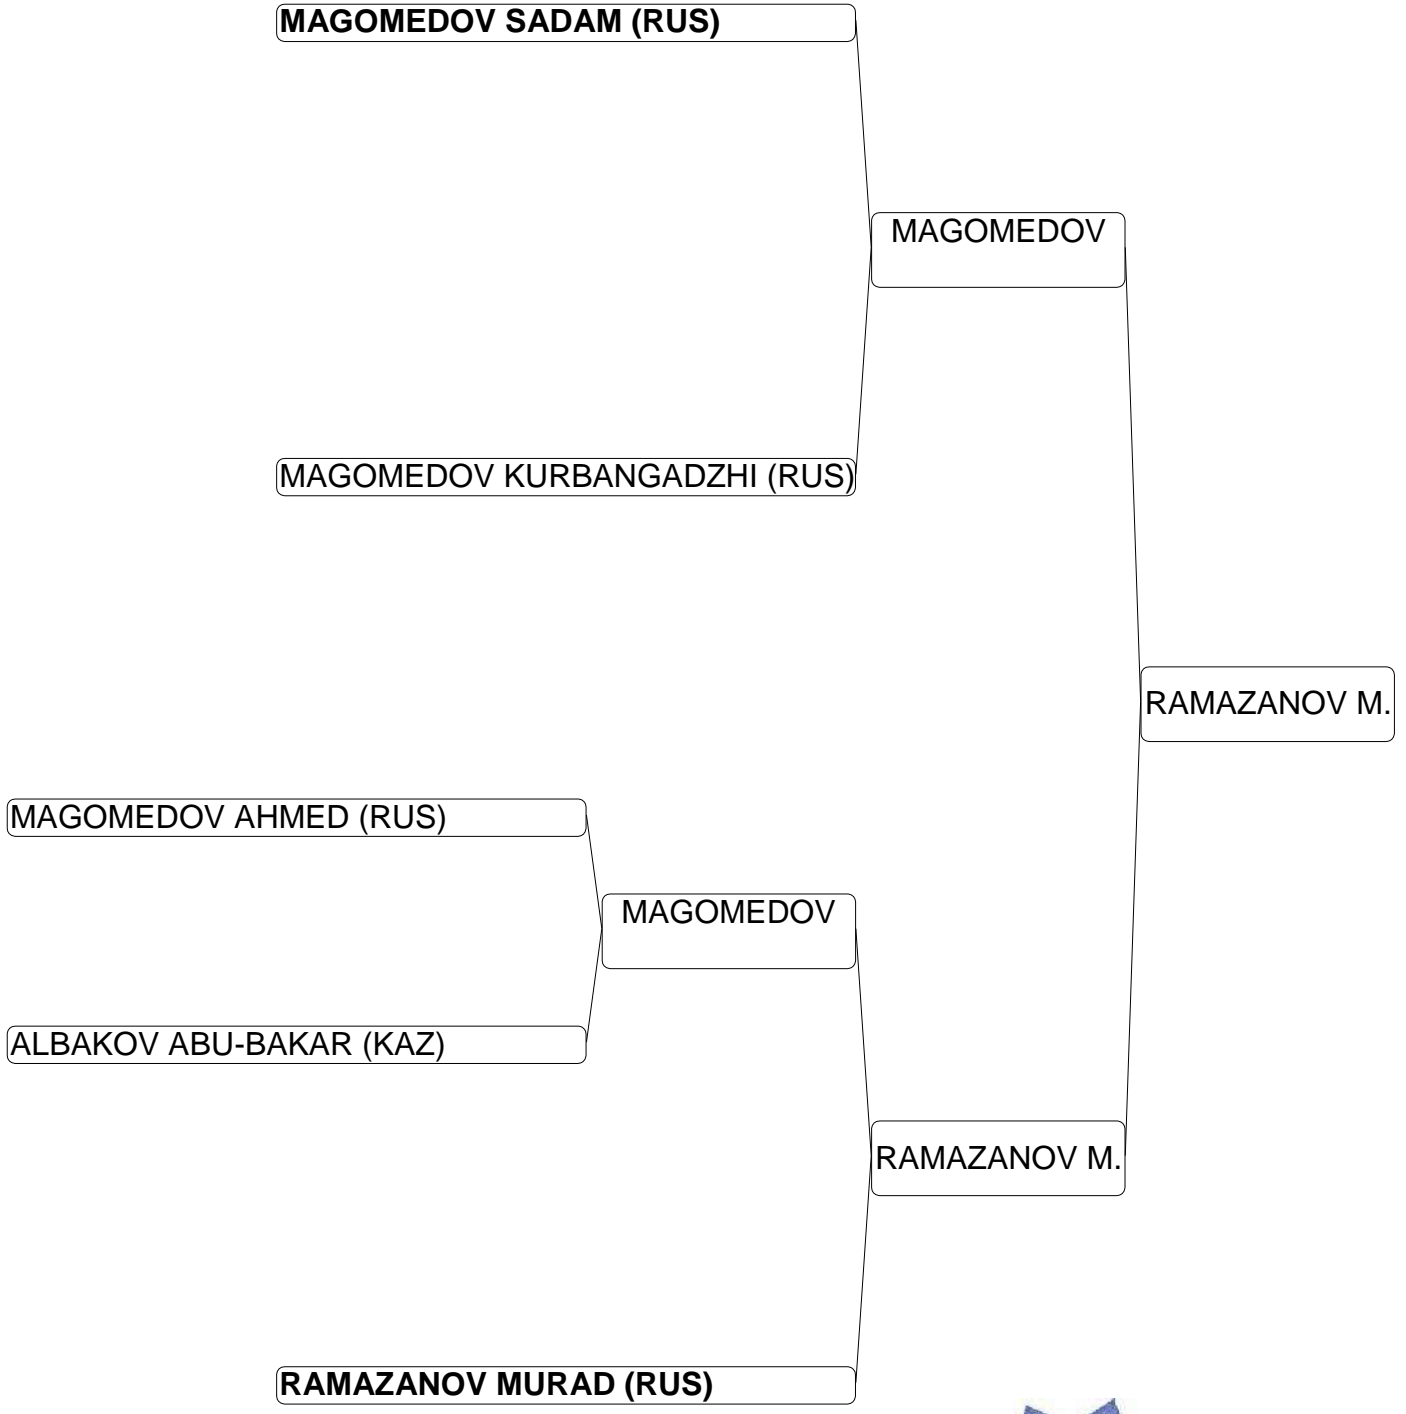 MAGOMEDOV SADAM (RUS)
MAGOMEDOV
MAGOMEDOV KURBANGADZHI (RUS)
RAMAZANOV M.
MAGOMEDOV AHMED (RUS)
MAGOMEDOV
ALBAKOV ABU-BAKAR (KAZ)
RAMAZANOV M.
RAMAZANOV MURAD (RUS)